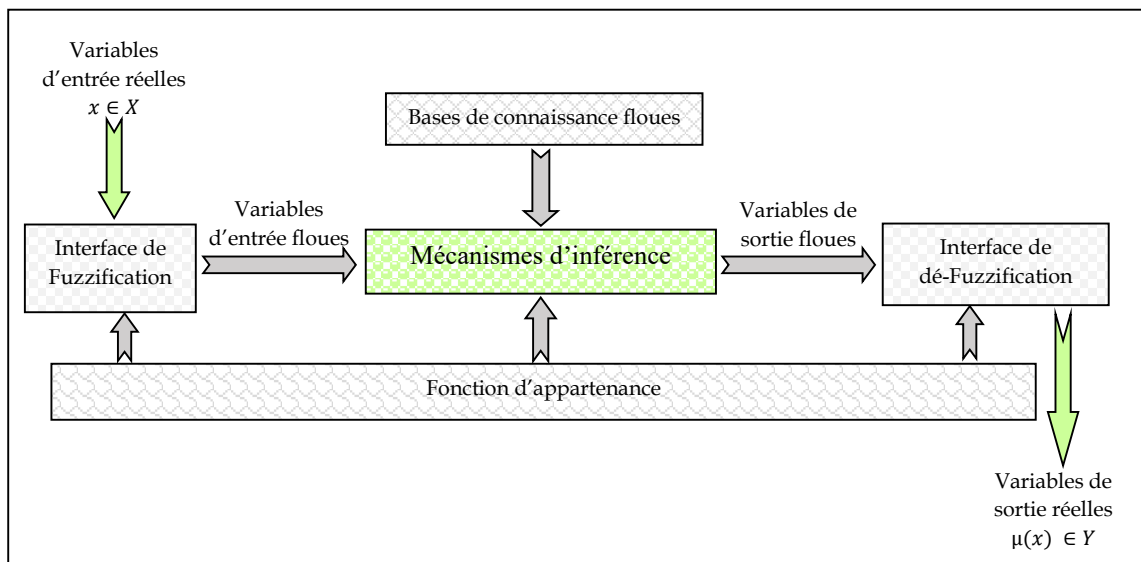 Variables
d'entrée réelles
x ∈ X
Bases de connaissance floues
Interface de
Fuzzification
Variables
d'entrée floues
Mécanismes d'inférence
Variables de
sortie floues
Interface de
dé-Fuzzification
Fonction d'appartenance
Variables de
sortie réelles
μ(x) ∈ Y